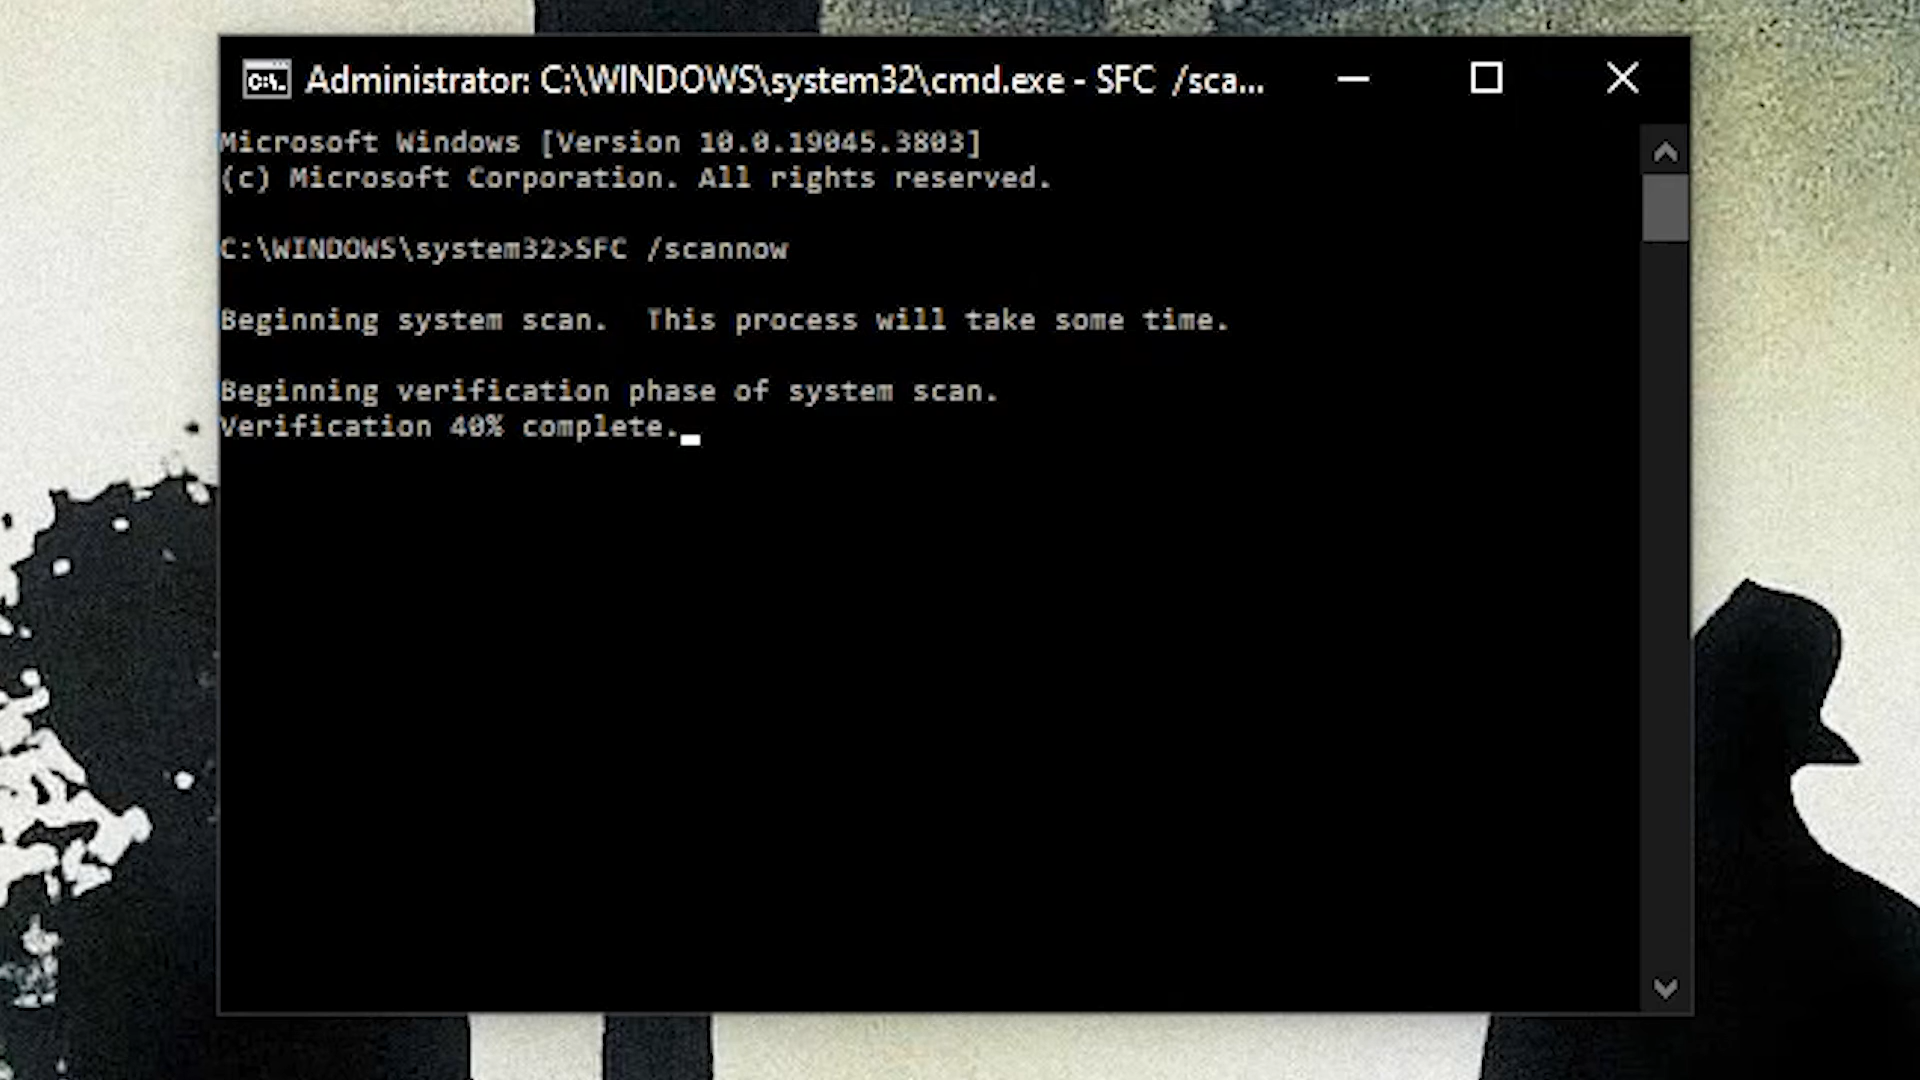 Administrator: C:\WINDOWS\system32\cmd.exe - SFC /sca...
Microsoft Windows [Version 10.0.19045.3803]
(c) Microsoft Corporation. All rights reserved.
C:\WINDOWS\system32>SFC /scannow
Beginning system scan.  This process will take some time.
Beginning verification phase of system scan.
Verification 40% complete.